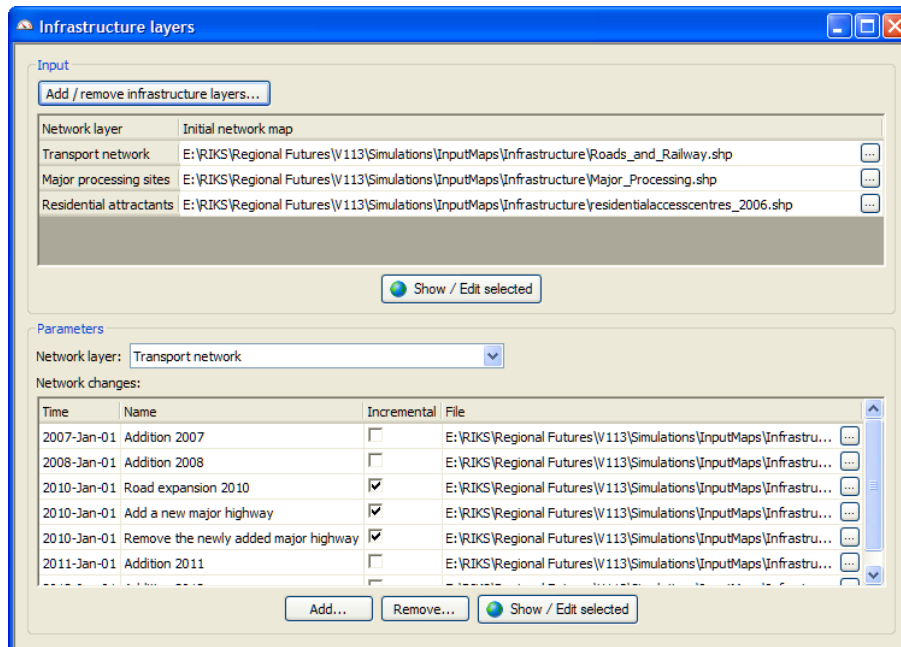 Infrastructure layers
Input
Add / remove infrastructure layers...
Network layer Initial network map
Transport network E:\RIKS\Regional Futures\V113\Simulations\InputMaps\Infrastructure\Roads_and_Railway.shp ...
Major processing sites E:\RIKS\Regional Futures\V113\Simulations\InputMaps\Infrastructure\Major_Processing.shp ...
Residential attractants E:\RIKS\Regional Futures\V113\Simulations\InputMaps\Infrastructure\residentialaccesscentres_2006.shp ...
Show / Edit selected
Parameters
Network layer: Transport network
Network changes:
Time Name Incremental File
2007-Jan-01 Addition 2007 E:\RIKS\Regional Futures\V113\Simulations\InputMaps\Infrastru... ...
2008-Jan-01 Addition 2008 E:\RIKS\Regional Futures\V113\Simulations\InputMaps\Infrastru... ...
2010-Jan-01 Road expansion 2010 E:\RIKS\Regional Futures\V113\Simulations\InputMaps\Infrastru... ...
2010-Jan-01 Add a new major highway E:\RIKS\Regional Futures\V113\Simulations\InputMaps\Infrastru... ...
2010-Jan-01 Remove the newly added major highway E:\RIKS\Regional Futures\V113\Simulations\InputMaps\Infrastru... ...
2011-Jan-01 Addition 2011 E:\RIKS\Regional Futures\V113\Simulations\InputMaps\Infrastru... ...
Add... Remove... Show / Edit selected